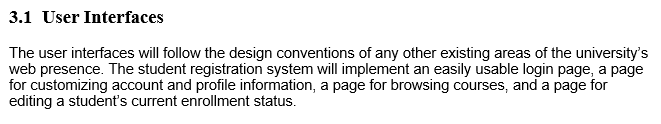 3.1 User Interfaces
The user interfaces will follow the design conventions of any other existing areas of the university's
web presence. The student registration system will implement an easily usable login page, a page
for customizing account and profile information, a page for browsing courses, and a page for
editing a student's current enrollment status.